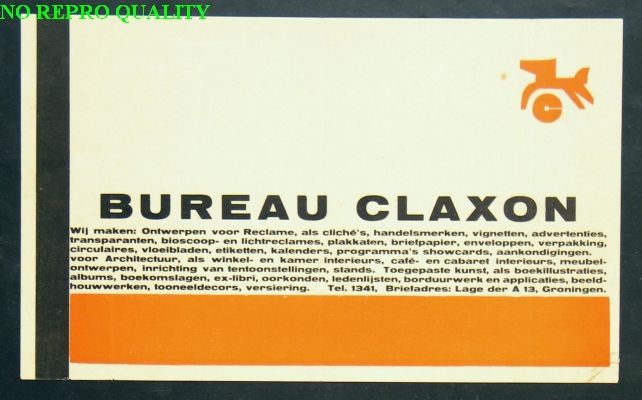 NO REPRO QUALITY
BUREAU CLAXON
Wij maken: Ontwerpen voor Reclame, als cliché's, handelsmerken, vignetten, advertenties,
transparanten, bioscoop- en lichtreclames, plakkaten, briefpapier, enveloppen, verpakking,
circulaires, vloeibladen, etiketten, kalenders, programma's showcards, aankondigingen.
voor Architectuur, als winkel- en kamer interieurs, café- en cabaret interieurs, meubel-
ontwerpen, inrichting van tentoonstellingen, stands. Toegepaste kunst, als boekillustraties,
albums, boekomslagen, ex-libri, oorkonden, ledenlijsten, borduurwerk en applicaties, beeld-
houwwerken, tooneeldecors, versiering. Tel. 1341, Briefadres: Lage der A 13, Groningen.